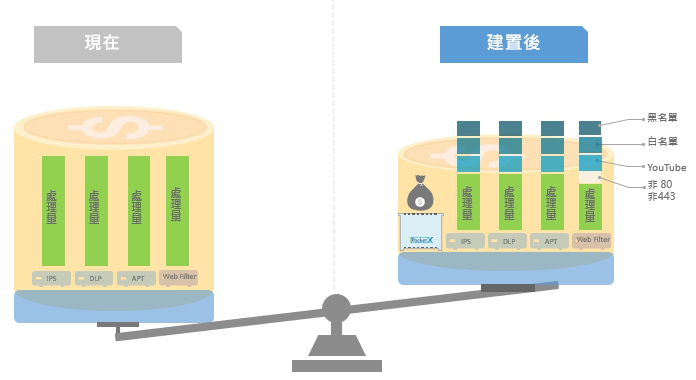 現在
建置後
黑名單
白名單
YouTube
非 80
非443
處理量
處理量
處理量
處理量
處理量
處理量
處理量
處理量
IPS
DLP
APT
Web Filter
PacketX
IPS
DLP
APT
Web Filter